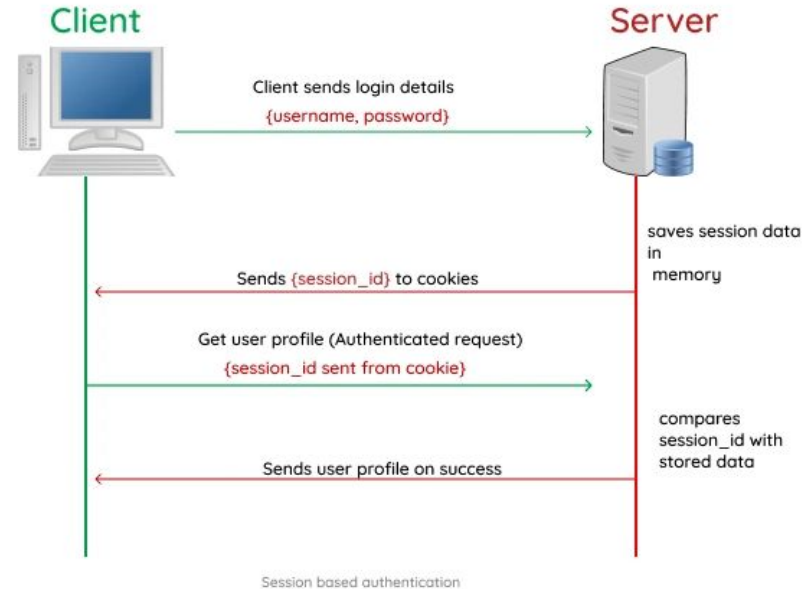 Client
Server
Client sends login details
{username, password}
saves session data
in
memory
Sends {session_id} to cookies
Get user profile (Authenticated request)
{session_id sent from cookie}
compares
session_id with
stored data
Sends user profile on success
Session based authentication